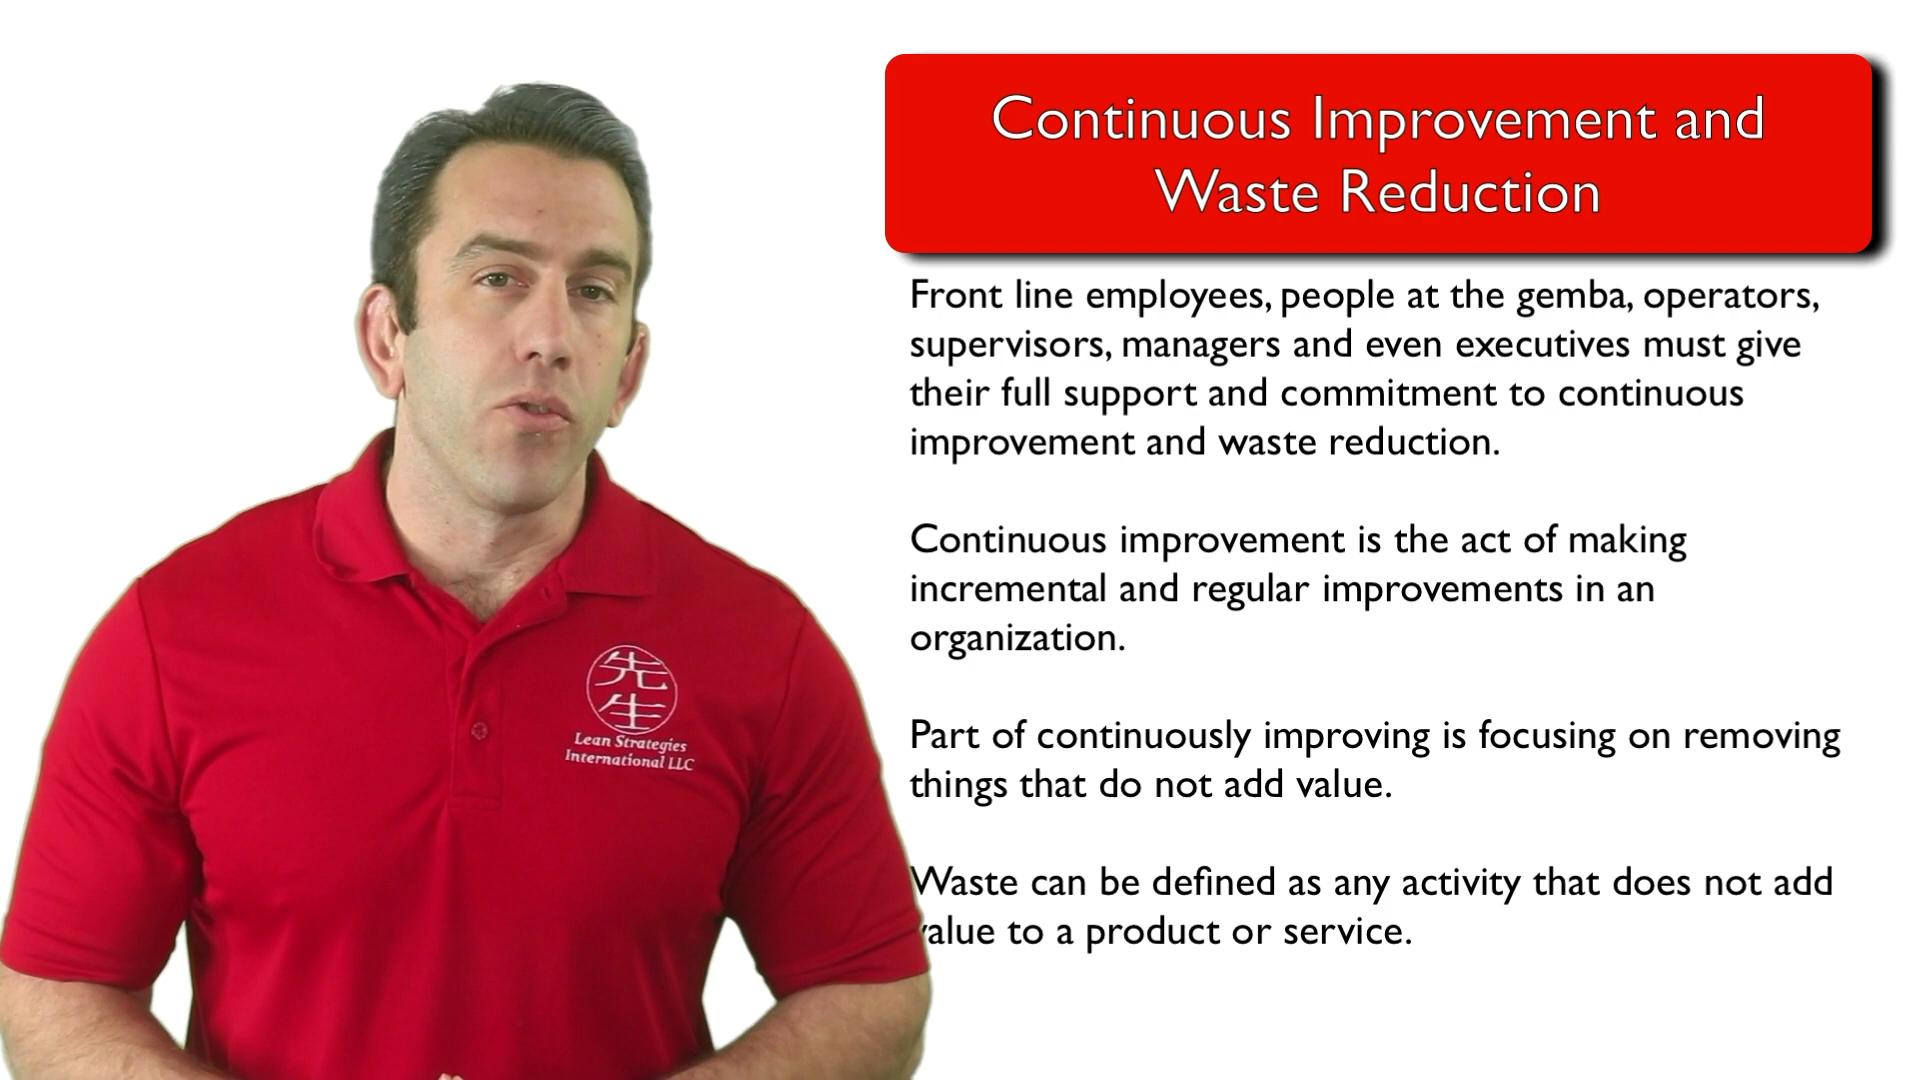 Continuous Improvement and
Waste Reduction
Front line employees, people at the gemba, operators,
supervisors, managers and even executives must give
their full support and commitment to continuous
improvement and waste reduction.
Continuous improvement is the act of making
incremental and regular improvements in an
organization.
Part of continuously improving is focusing on removing
things that do not add value.
Waste can be defined as any activity that does not add
value to a product or service.
先
生
Lean Strategies
International LLC